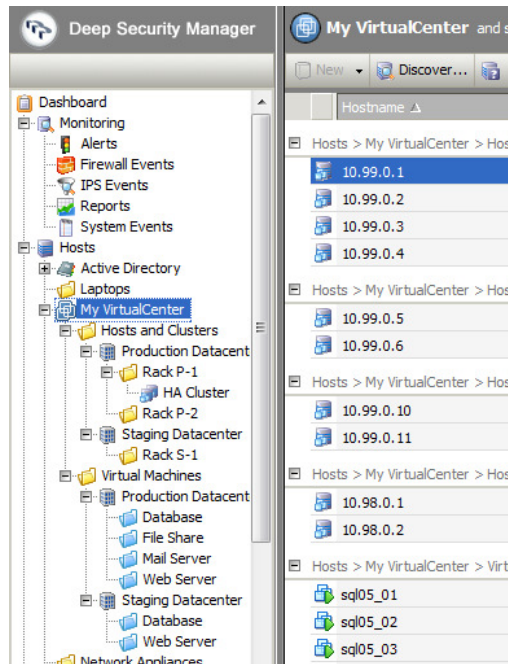 Deep Security Manager
Dashboard
Monitoring
Alerts
Firewall Events
IPS Events
Reports
System Events
Hosts
Active Directory
Laptops
My VirtualCenter
Hosts and Clusters
Production Datacent
Rack P-1
HA Cluster
Rack P-2
Staging Datacenter
Rack S-1
Virtual Machines
Production Datacent
Database
File Share
Mail Server
Web Server
Staging Datacenter
Database
Web Server
Network Appliances
My VirtualCenter and s
New Discover...
Hostname
Hosts > My VirtualCenter > Hos
10.99.0.1
10.99.0.2
10.99.0.3
10.99.0.4
Hosts > My VirtualCenter > Hos
10.99.0.5
10.99.0.6
Hosts > My VirtualCenter > Hos
10.99.0.10
10.99.0.11
Hosts > My VirtualCenter > Hos
10.98.0.1
10.98.0.2
Hosts > My VirtualCenter > Virt
sql05_01
sql05_02
sql05_03